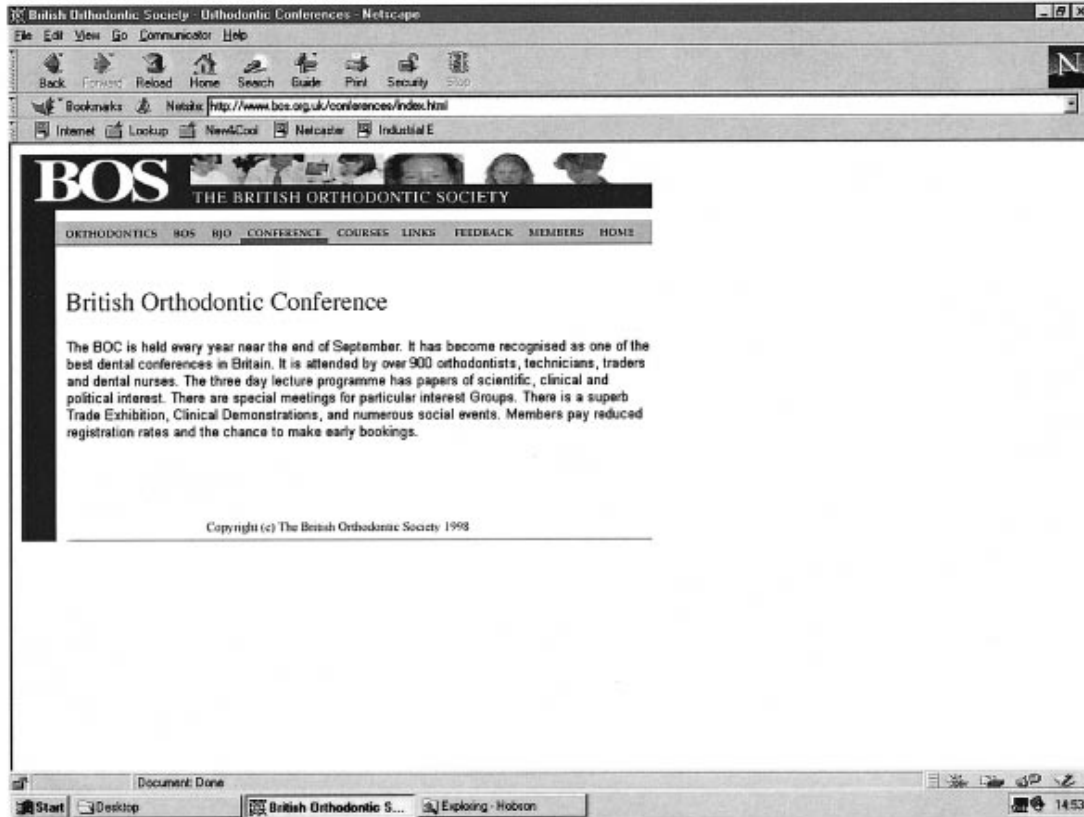 British Orthodontic Society - Orthodontic Conferences - Netscape
File Edit View Go Communicator Help
Back Forward Reload Home Search Guide Print Security Stop
Bookmarks Netsite: http://www.bos.org.uk/conferences/index.html
Internet Lookup New&Cool Netcaster Industrial E
N
BOS
THE BRITISH ORTHODONTIC SOCIETY
ORTHODONTICS BOS BJO CONFERENCE COURSES LINKS FEEDBACK MEMBERS HOME
British Orthodontic Conference
The BOC is held every year near the end of September. It has become recognised as one of the
best dental conferences in Britain. It is attended by over 900 orthodontists, technicians, traders
and dental nurses. The three day lecture programme has papers of scientific, clinical and
political interest. There are special meetings for particular interest Groups. There is a superb
Trade Exhibition, Clinical Demonstrations, and numerous social events. Members pay reduced
registration rates and the chance to make early bookings.
Copyright (c) The British Orthodontic Society 1998
Document: Done
Start Desktop British Orthodontic S... Exploring - Hobson 14:53